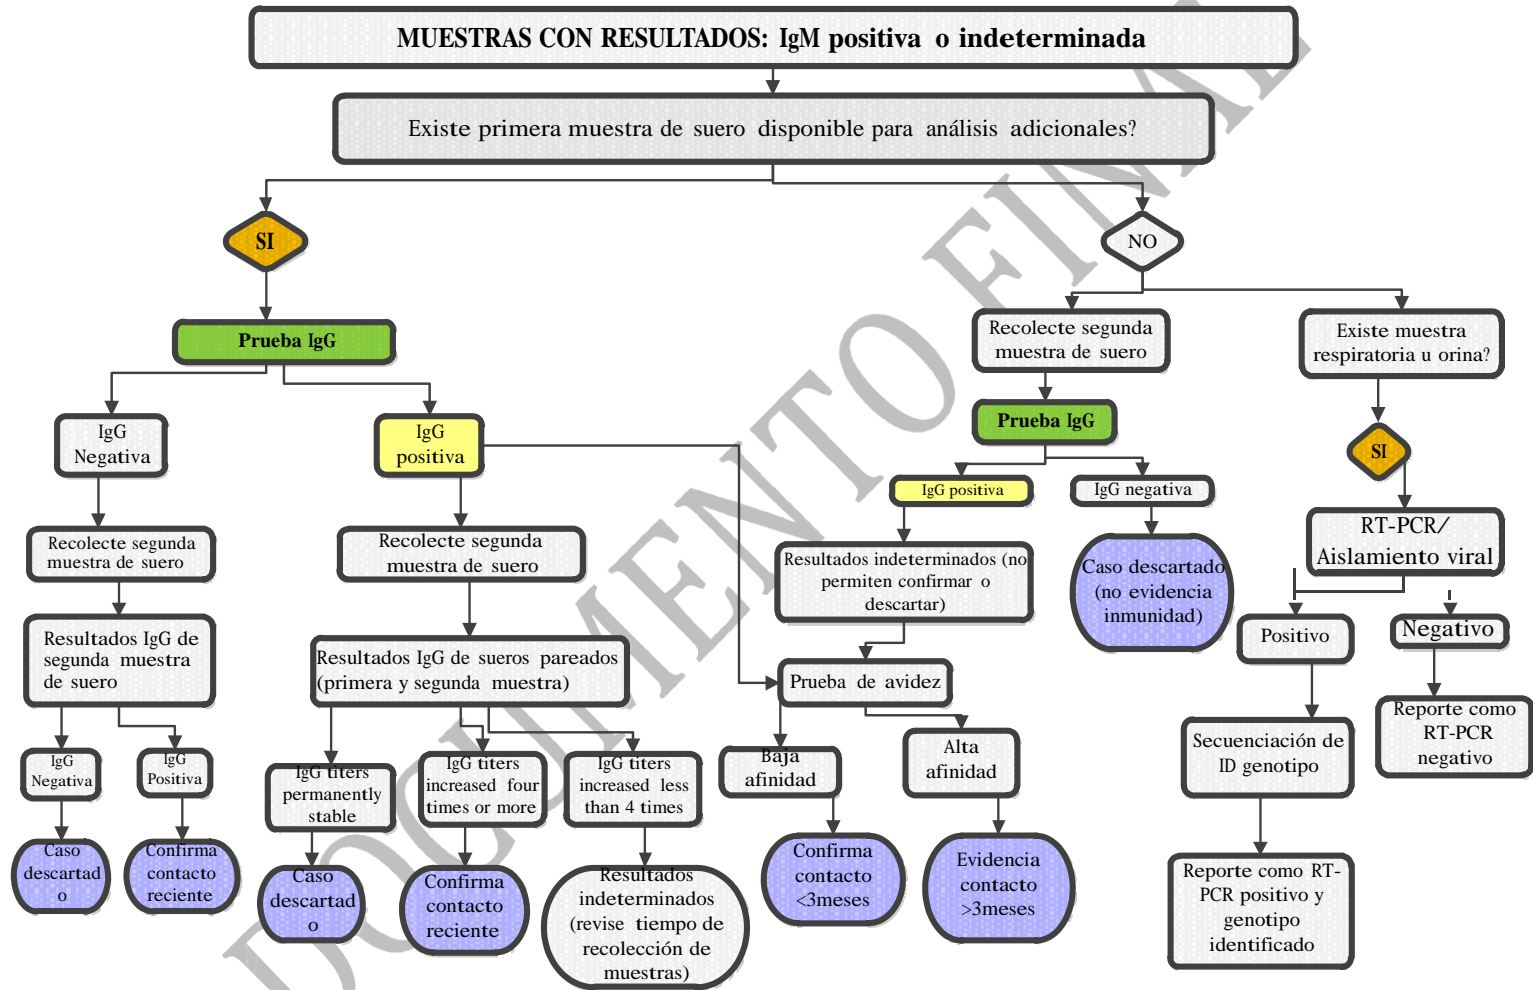 MUESTRAS CON RESULTADOS: IgM positiva o indeterminada
Existe primera muestra de suero disponible para análisis adicionales?
SI
NO
Prueba IgG
Recolecte segunda
muestra de suero
Existe muestra
respiratoria u orina?
IgG
Negativa
IgG
positiva
Prueba IgG
SI
IgG positiva
IgG negativa
Recolecte segunda
muestra de suero
Recolecte segunda
muestra de suero
Resultados indeterminados (no
permiten confirmar o
descartar)
Caso descartado
(no evidencia
inmunidad)
RT-PCR/
Aislamiento viral
Resultados IgG de
segunda muestra
de suero
Resultados IgG de sueros pareados
(primera y segunda muestra)
Prueba de avidez
Positivo
Negativo
IgG
Negativa
IgG
Positiva
IgG titers
permanently
stable
IgG titers
increased four
times or more
IgG titers
increased less
than 4 times
Baja
afinidad
Alta
afinidad
Secuenciación de
ID genotipo
Reporte como
RT-PCR
negativo
Caso
descartad
o
Confirma
contacto
reciente
Caso
descartad
o
Confirma
contacto
reciente
Resultados
indeterminados
(revise tiempo de
recolección de
muestras)
Confirma
contacto
<3meses
Evidencia
contacto
>3meses
Reporte como RT-
PCR positivo y
genotipo
identificado
DOCUMENTO FINAL